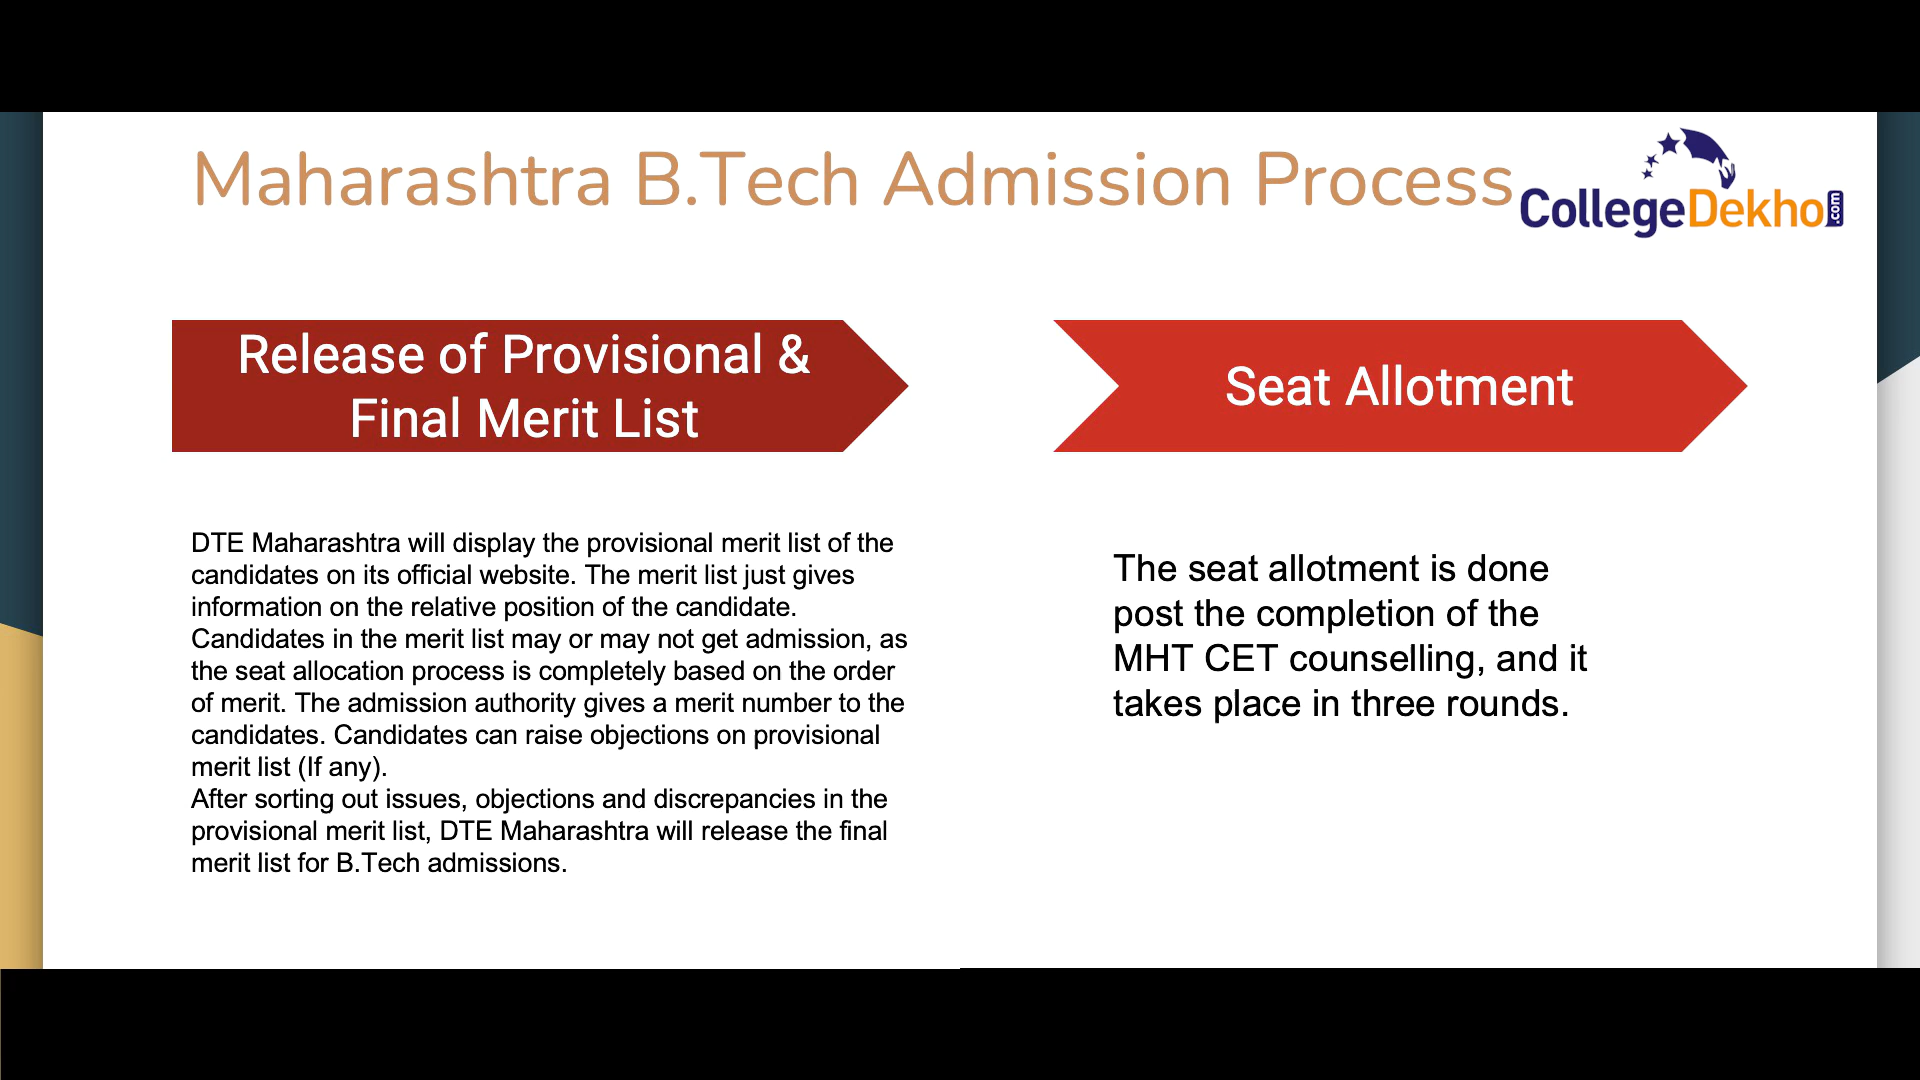 Maharashtra B.Tech Admission Process
CollegeDekho.com
Release of Provisional &
Final Merit List
Seat Allotment
DTE Maharashtra will display the provisional merit list of the
candidates on its official website. The merit list just gives
information on the relative position of the candidate.
Candidates in the merit list may or may not get admission, as
the seat allocation process is completely based on the order
of merit. The admission authority gives a merit number to the
candidates. Candidates can raise objections on provisional
merit list (If any).
After sorting out issues, objections and discrepancies in the
provisional merit list, DTE Maharashtra will release the final
merit list for B.Tech admissions.
The seat allotment is done
post the completion of the
MHT CET counselling, and it
takes place in three rounds.